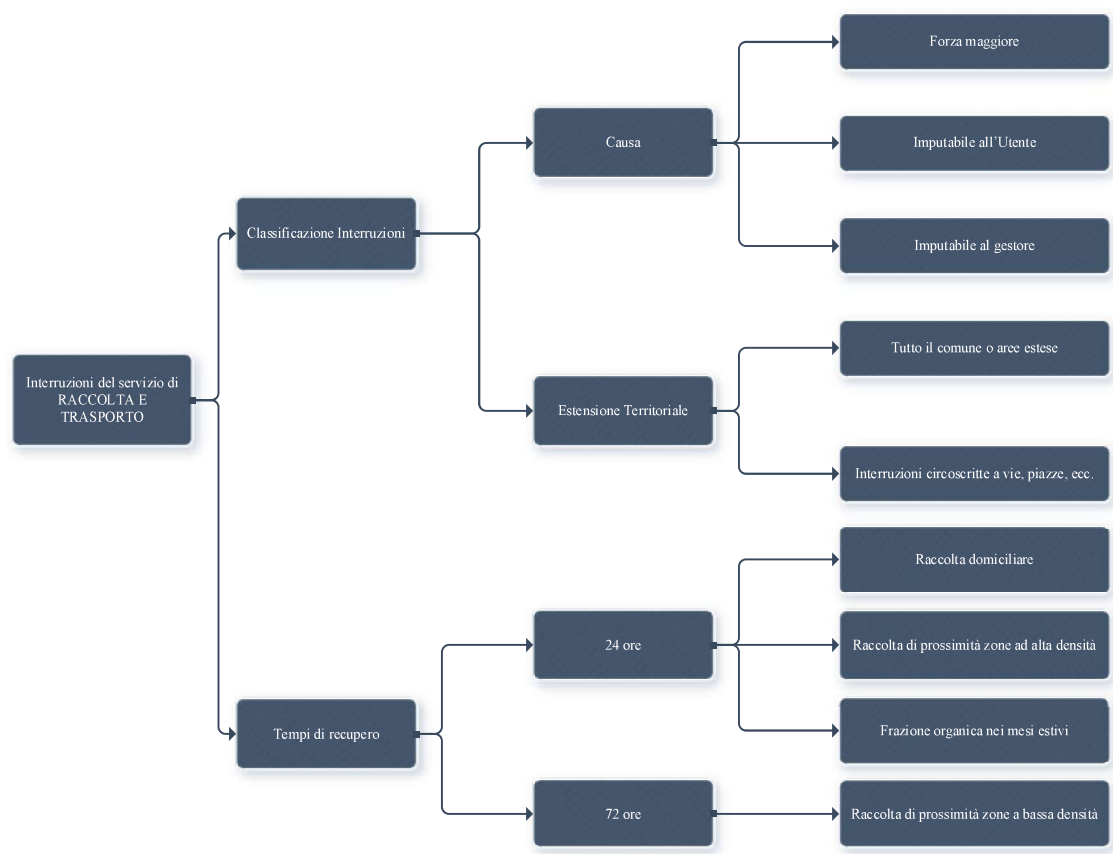 Forza maggiore
Causa
Imputabile all’Utente
Classificazione Interruzioni
Imputabile al gestore
Tutto il comune o aree estese
Interruzioni del servizio di
RACCOLTA E
TRASPORTO
Estensione Territoriale
Interruzioni circoscritte a vie, piazze, ecc.
Raccolta domiciliare
24 ore
Raccolta di prossimità zone ad alta densità
Tempi di recupero
Frazione organica nei mesi estivi
72 ore
Raccolta di prossimità zone a bassa densità